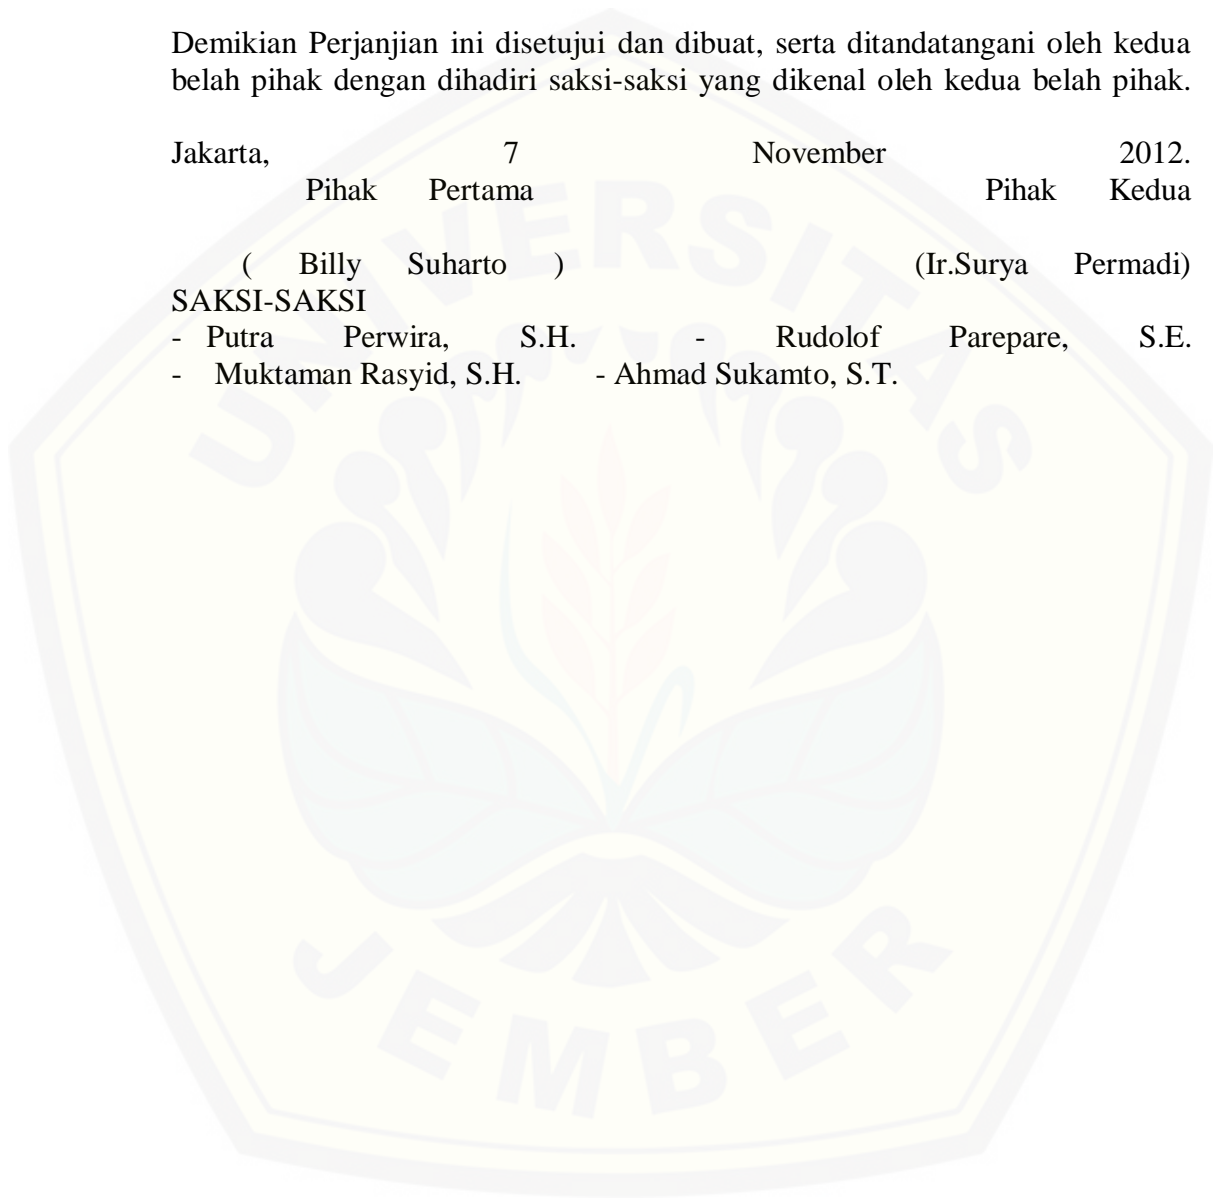 Demikian Perjanjian ini disetujui dan dibuat, serta ditandatangani oleh kedua
belah pihak dengan dihadiri saksi-saksi yang dikenal oleh kedua belah pihak.
Jakarta, 7 November 2012.
Pihak Pertama Pihak Kedua
( Billy Suharto ) (Ir.Surya Permadi)
SAKSI-SAKSI
- Putra Perwira, S.H. - Rudolof Parepare, S.E.
- Muktaman Rasyid, S.H. - Ahmad Sukamto, S.T.
UNIVERSITAS
JEMBER